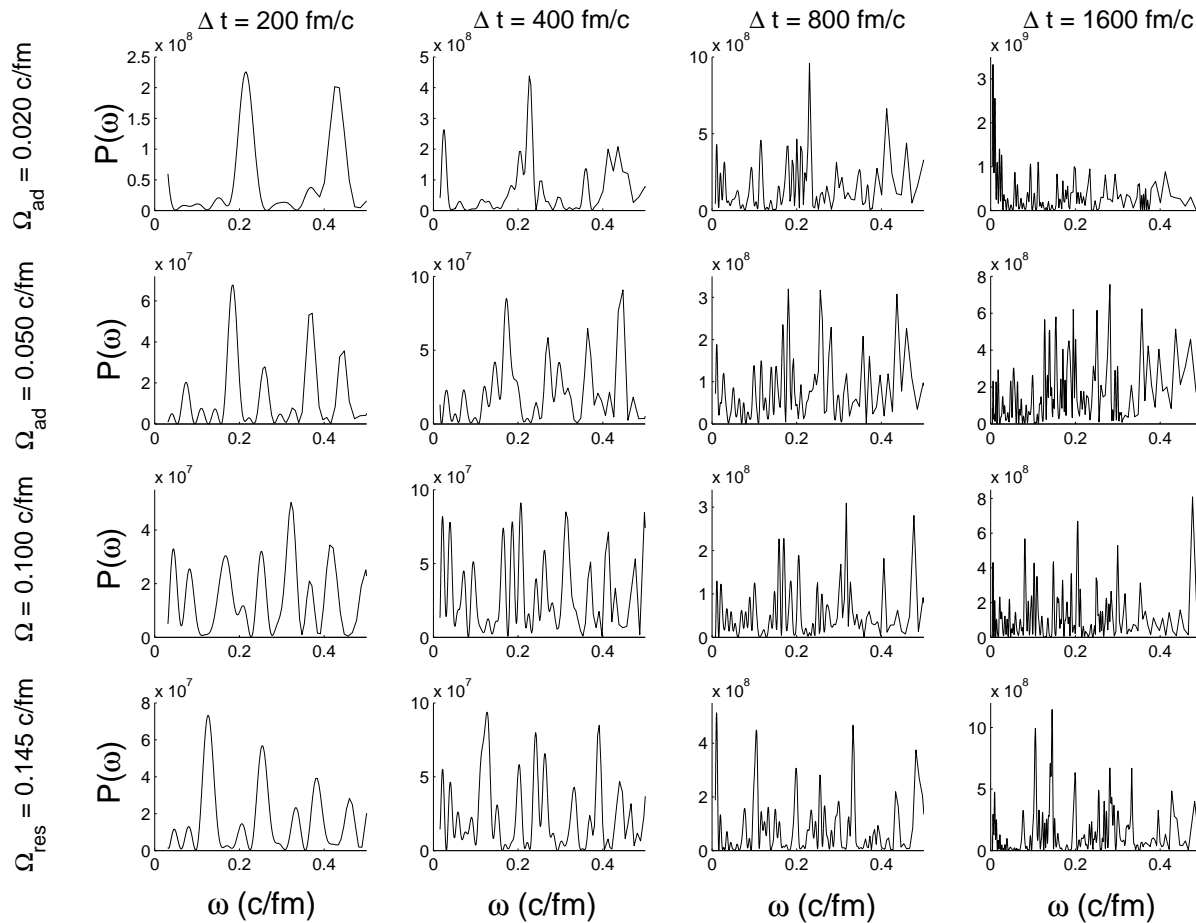 Δ t = 200 fm/c Δ t = 400 fm/c Δ t = 800 fm/c Δ t = 1600 fm/c
Ω_ad = 0.020 c/fm
P(ω)
x 10^8
2.5
2
1.5
1
0.5
0
0 0.2 0.4
x 10^8
5
4
3
2
1
0
0 0.2 0.4
x 10^8
10
5
0
0 0.2 0.4
x 10^9
3
2
1
0
0 0.2 0.4
Ω_ad = 0.050 c/fm
P(ω)
x 10^7
6
4
2
0
0 0.2 0.4
x 10^7
10
5
0
0 0.2 0.4
x 10^8
3
2
1
0
0 0.2 0.4
x 10^8
8
6
4
2
0
0 0.2 0.4
Ω = 0.100 c/fm
P(ω)
x 10^7
4
2
0
0 0.2 0.4
x 10^7
10
5
0
0 0.2 0.4
x 10^8
3
2
1
0
0 0.2 0.4
x 10^8
8
6
4
2
0
0 0.2 0.4
Ω_res = 0.145 c/fm
P(ω)
x 10^7
8
6
4
2
0
0 0.2 0.4
x 10^7
10
5
0
0 0.2 0.4
x 10^8
4
2
0
0 0.2 0.4
x 10^8
10
5
0
0 0.2 0.4
ω (c/fm) ω (c/fm) ω (c/fm) ω (c/fm)